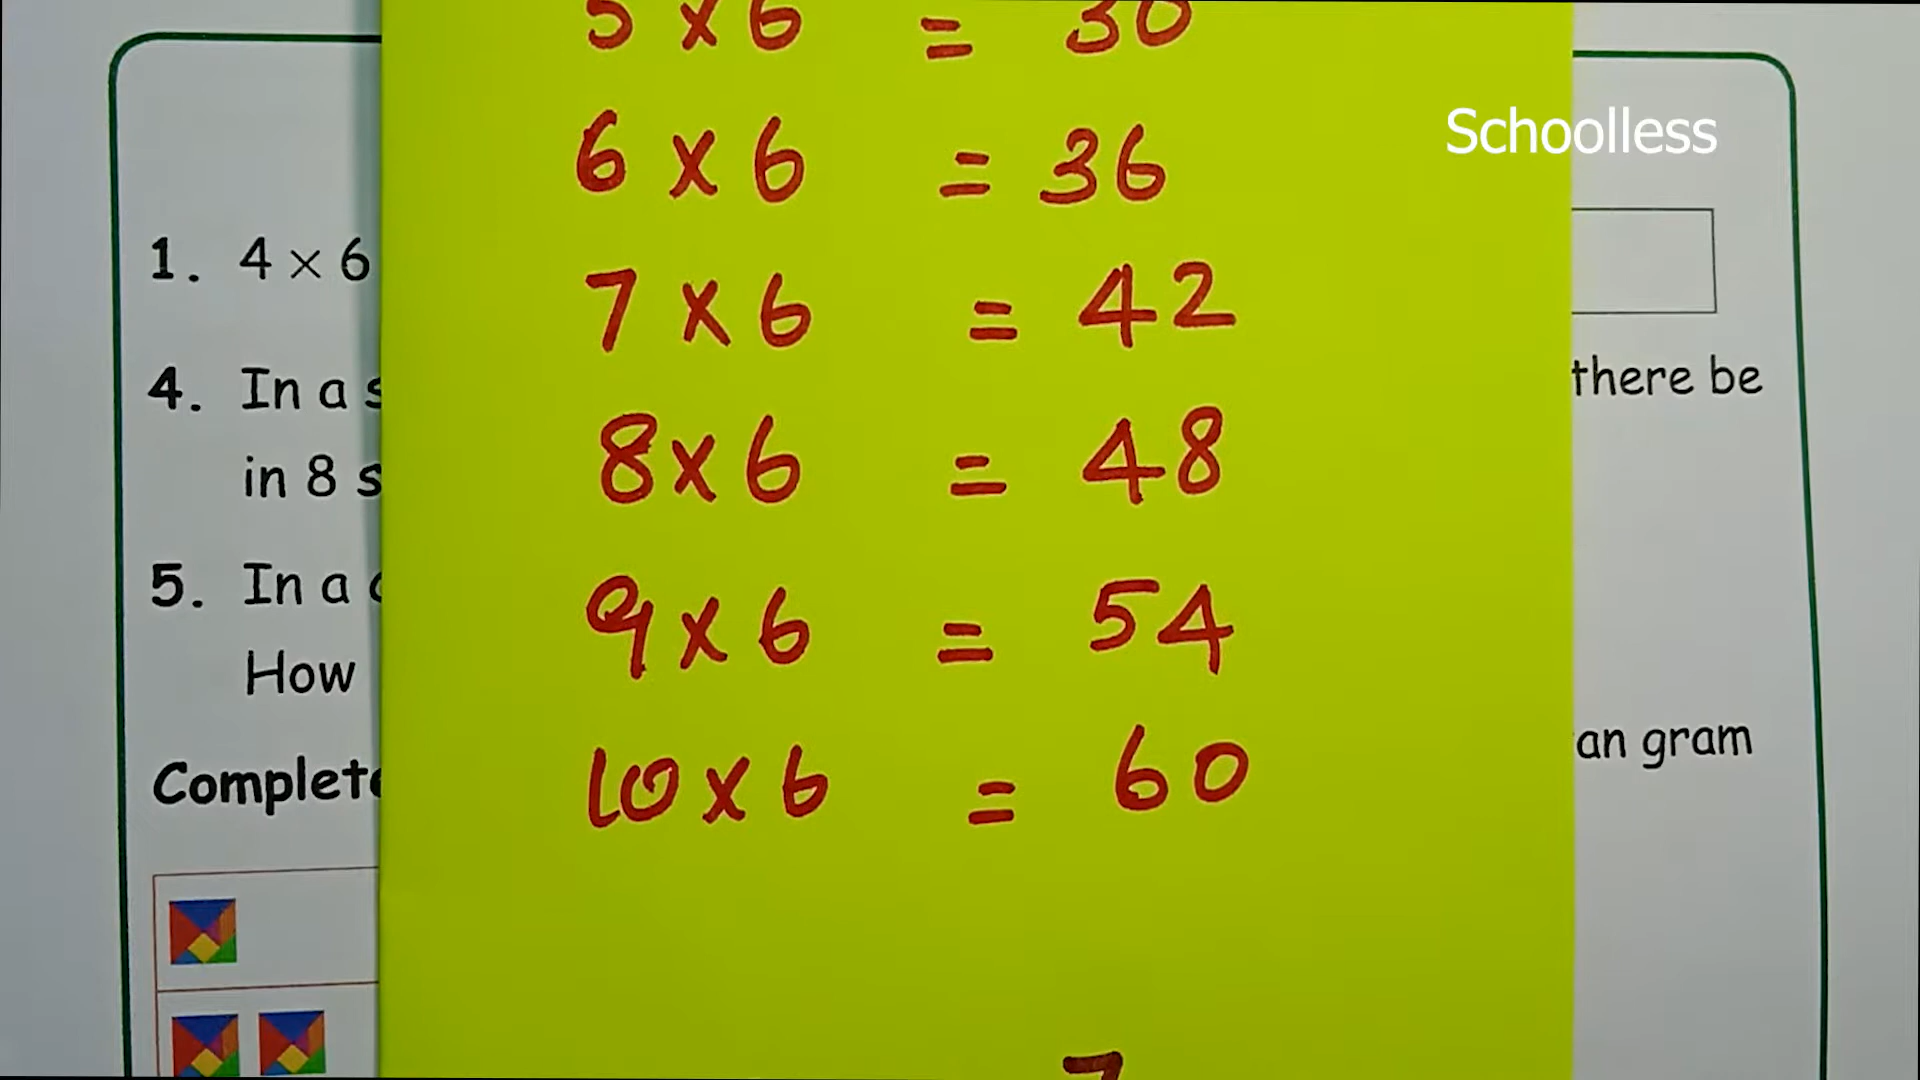 5 × 6 = 30
Schoolless
6 × 6 = 36
1. 4 × 6
7 × 6 = 42
4. In a there be
8 × 6 = 48
in 8
5. In a
9 × 6 = 54
How
10 × 6 = 60
an gram
Complete
7